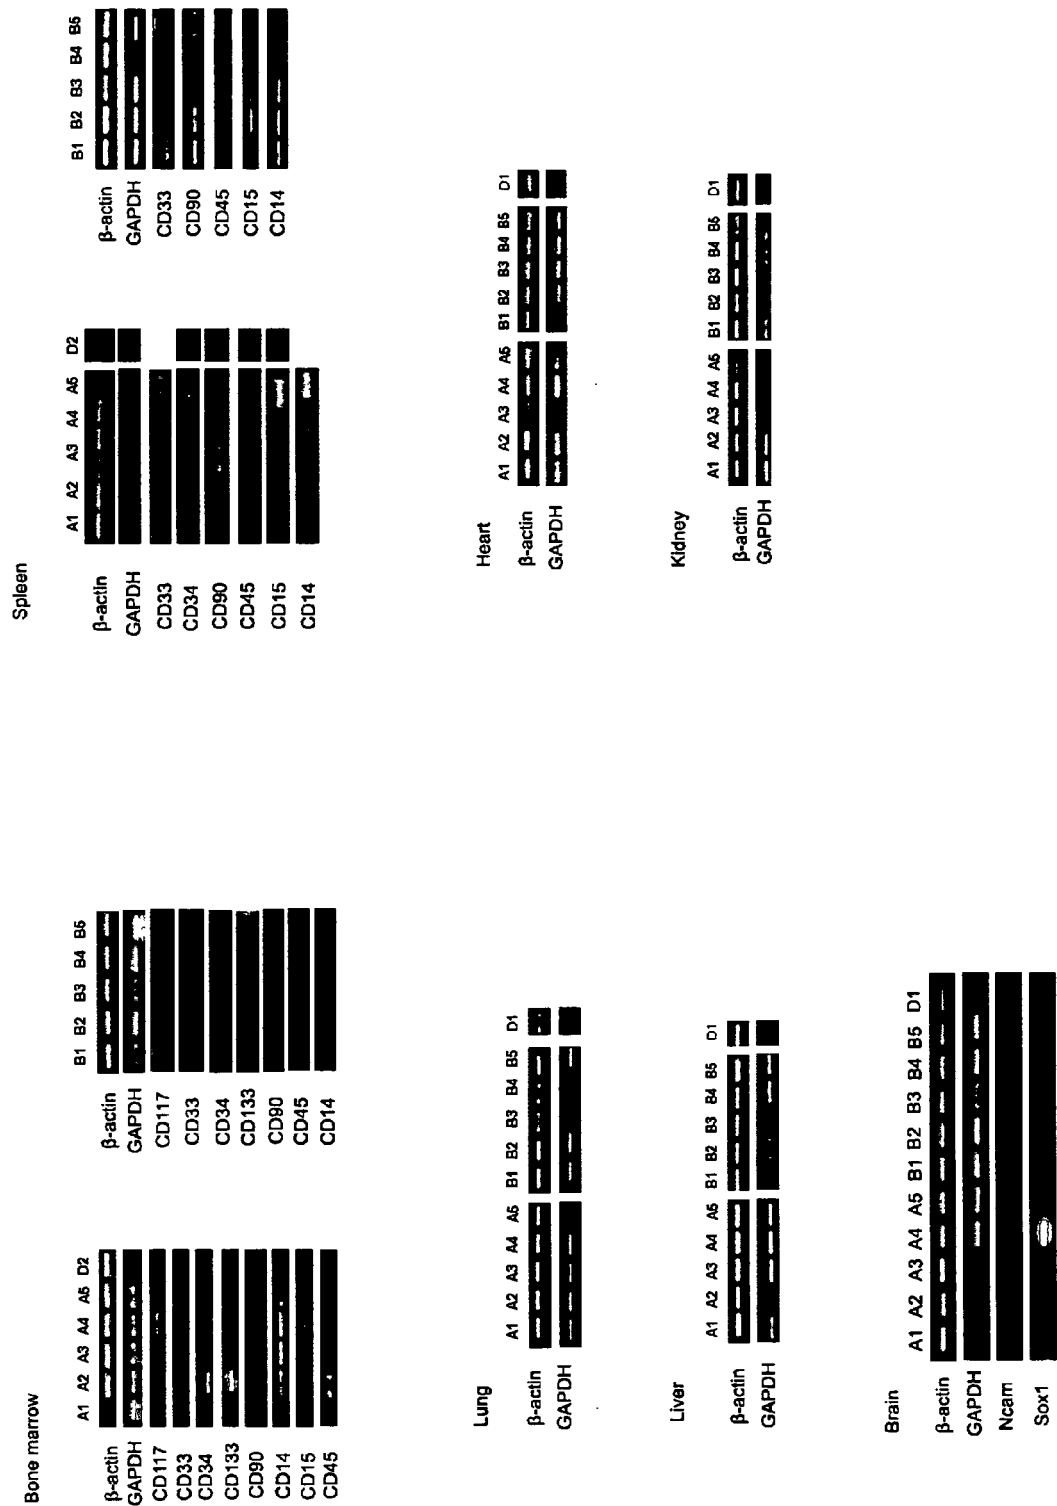 Bone marrow
A1 A2 A3 A4 A5 D2
β-actin
GAPDH
CD117
CD33
CD34
CD133
CD90
CD14
CD15
CD45
B1 B2 B3 B4 B5
β-actin
GAPDH
CD117
CD33
CD34
CD133
CD90
CD45
CD14
Spleen
A1 A2 A3 A4 A5 D2
β-actin
GAPDH
CD33
CD34
CD90
CD45
CD15
CD14
B1 B2 B3 B4 B5
β-actin
GAPDH
CD33
CD90
CD45
CD15
CD14
Lung
A1 A2 A3 A4 A5 B1 B2 B3 B4 B5 D1
β-actin
GAPDH
Heart
A1 A2 A3 A4 A5 B1 B2 B3 B4 B5 D1
β-actin
GAPDH
Liver
A1 A2 A3 A4 A5 B1 B2 B3 B4 B5 D1
β-actin
GAPDH
Kidney
A1 A2 A3 A4 A5 B1 B2 B3 B4 B5 D1
β-actin
GAPDH
Brain
A1 A2 A3 A4 A5 B1 B2 B3 B4 B5 D1
β-actin
GAPDH
Ncam
Sox1